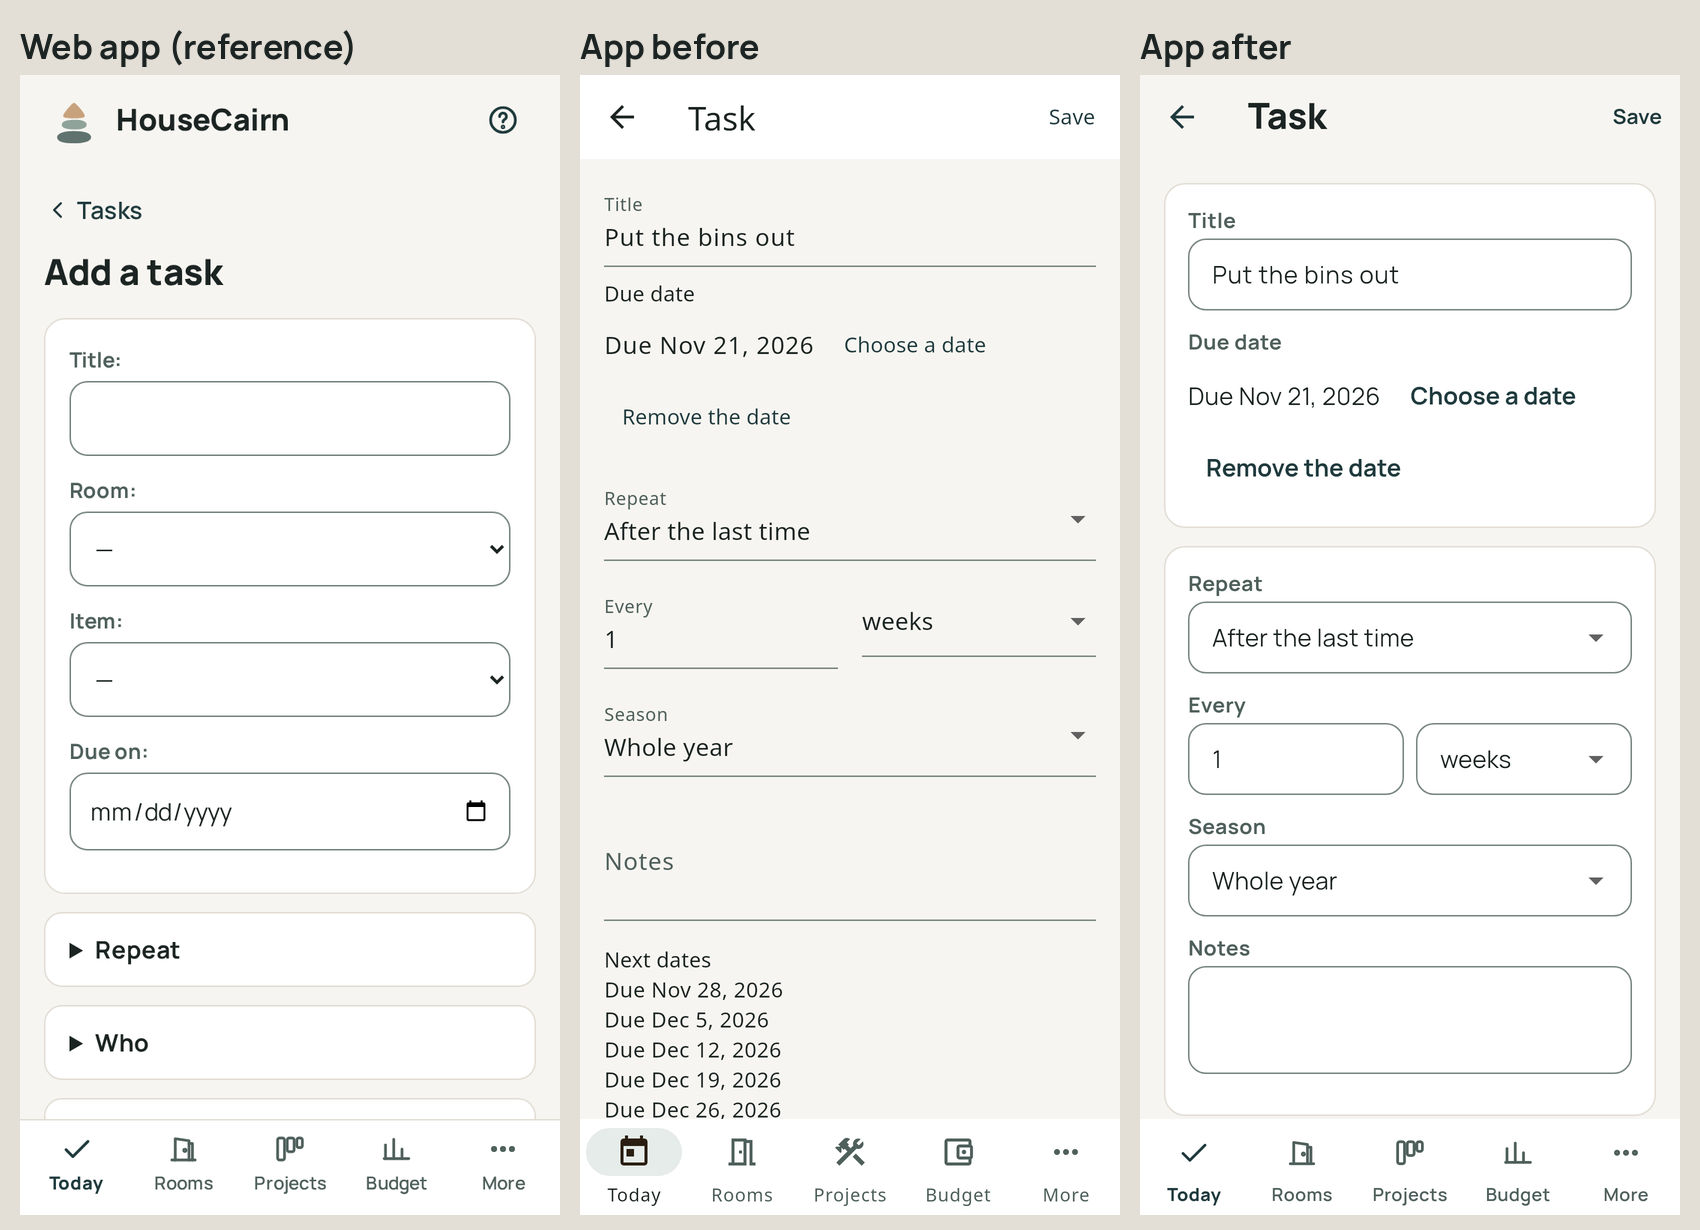 Web app (reference)
HouseCairn
Tasks
Add a task
Title:
Room:
—
Item:
—
Due on:
mm/dd/yyyy
Repeat
Who
Today
Rooms
Projects
Budget
More
App before
Task
Save
Title
Put the bins out
Due date
Due Nov 21, 2026
Choose a date
Remove the date
Repeat
After the last time
Every
1
weeks
Season
Whole year
Notes
Next dates
Due Nov 28, 2026
Due Dec 5, 2026
Due Dec 12, 2026
Due Dec 19, 2026
Due Dec 26, 2026
Today
Rooms
Projects
Budget
More
App after
Task
Save
Title
Put the bins out
Due date
Due Nov 21, 2026
Choose a date
Remove the date
Repeat
After the last time
Every
1
weeks
Season
Whole year
Notes
Today
Rooms
Projects
Budget
More